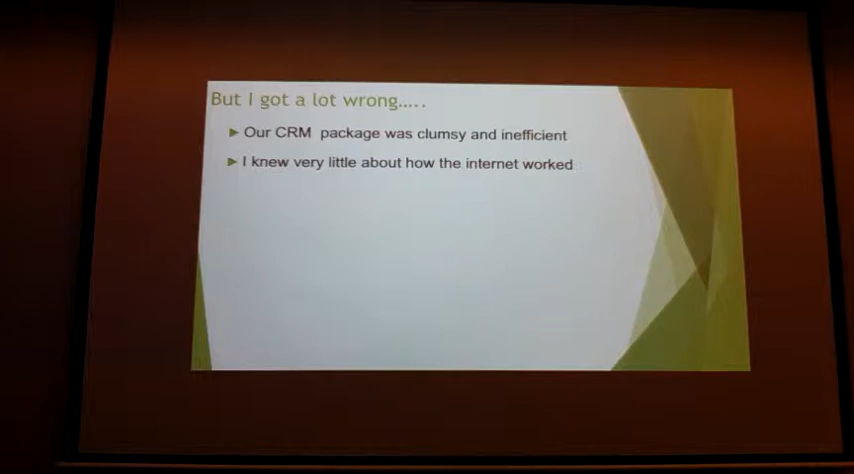 But I got a lot wrong.....
Our CRM package was clumsy and inefficient
I knew very little about how the internet worked